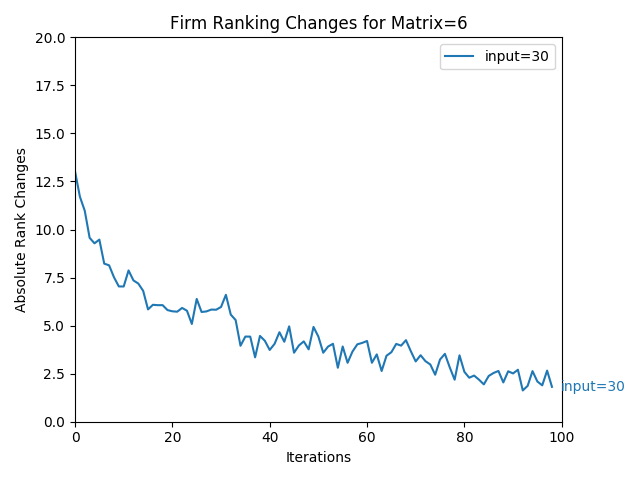 Firm Ranking Changes for Matrix=6
input=30
Absolute Rank Changes
20.0
17.5
15.0
12.5
10.0
7.5
5.0
2.5
0.0
input=30
0 20 40 60 80 100
Iterations